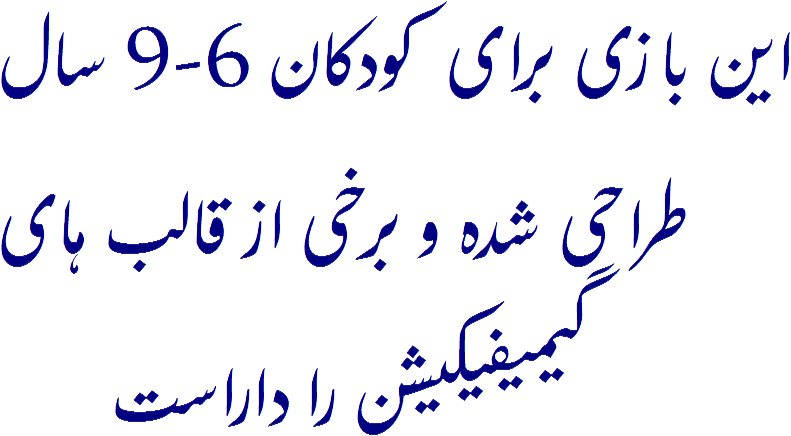 این بازی برای کودکان 6-9 سال
طراحی شده و برخی از قالب های
گیمیفیکیشن را داراست